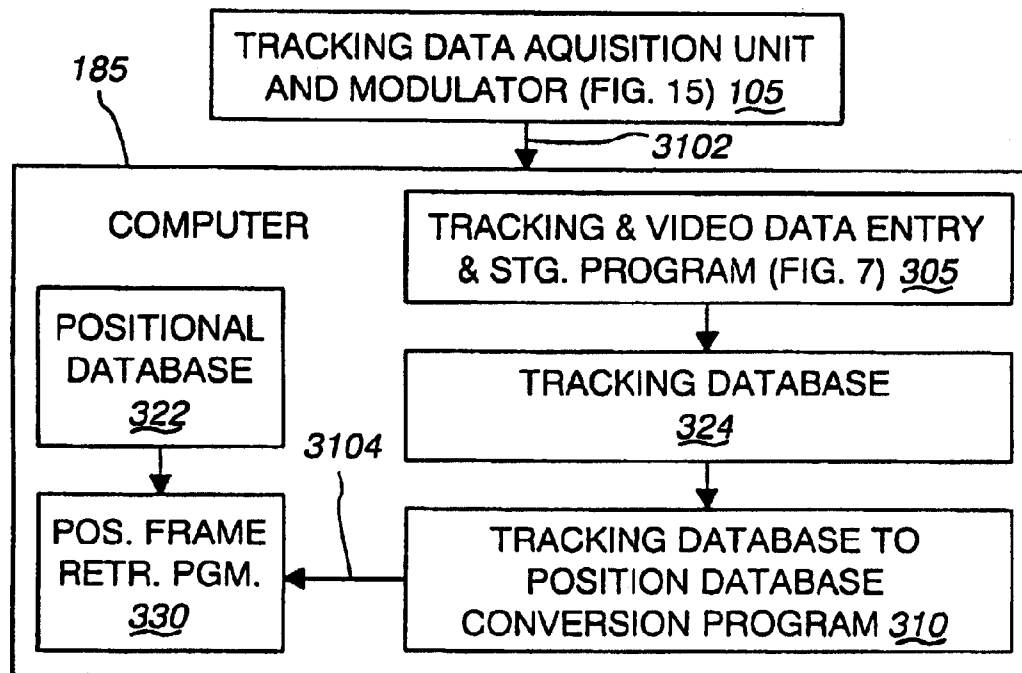 TRACKING DATA AQUISITION UNIT
AND MODULATOR (FIG. 15) 105
185
3102
COMPUTER
TRACKING & VIDEO DATA ENTRY
& STG. PROGRAM (FIG. 7) 305
POSITIONAL
DATABASE
322
TRACKING DATABASE
324
3104
POS. FRAME
RETR. PGM.
330
TRACKING DATABASE TO
POSITION DATABASE
CONVERSION PROGRAM 310